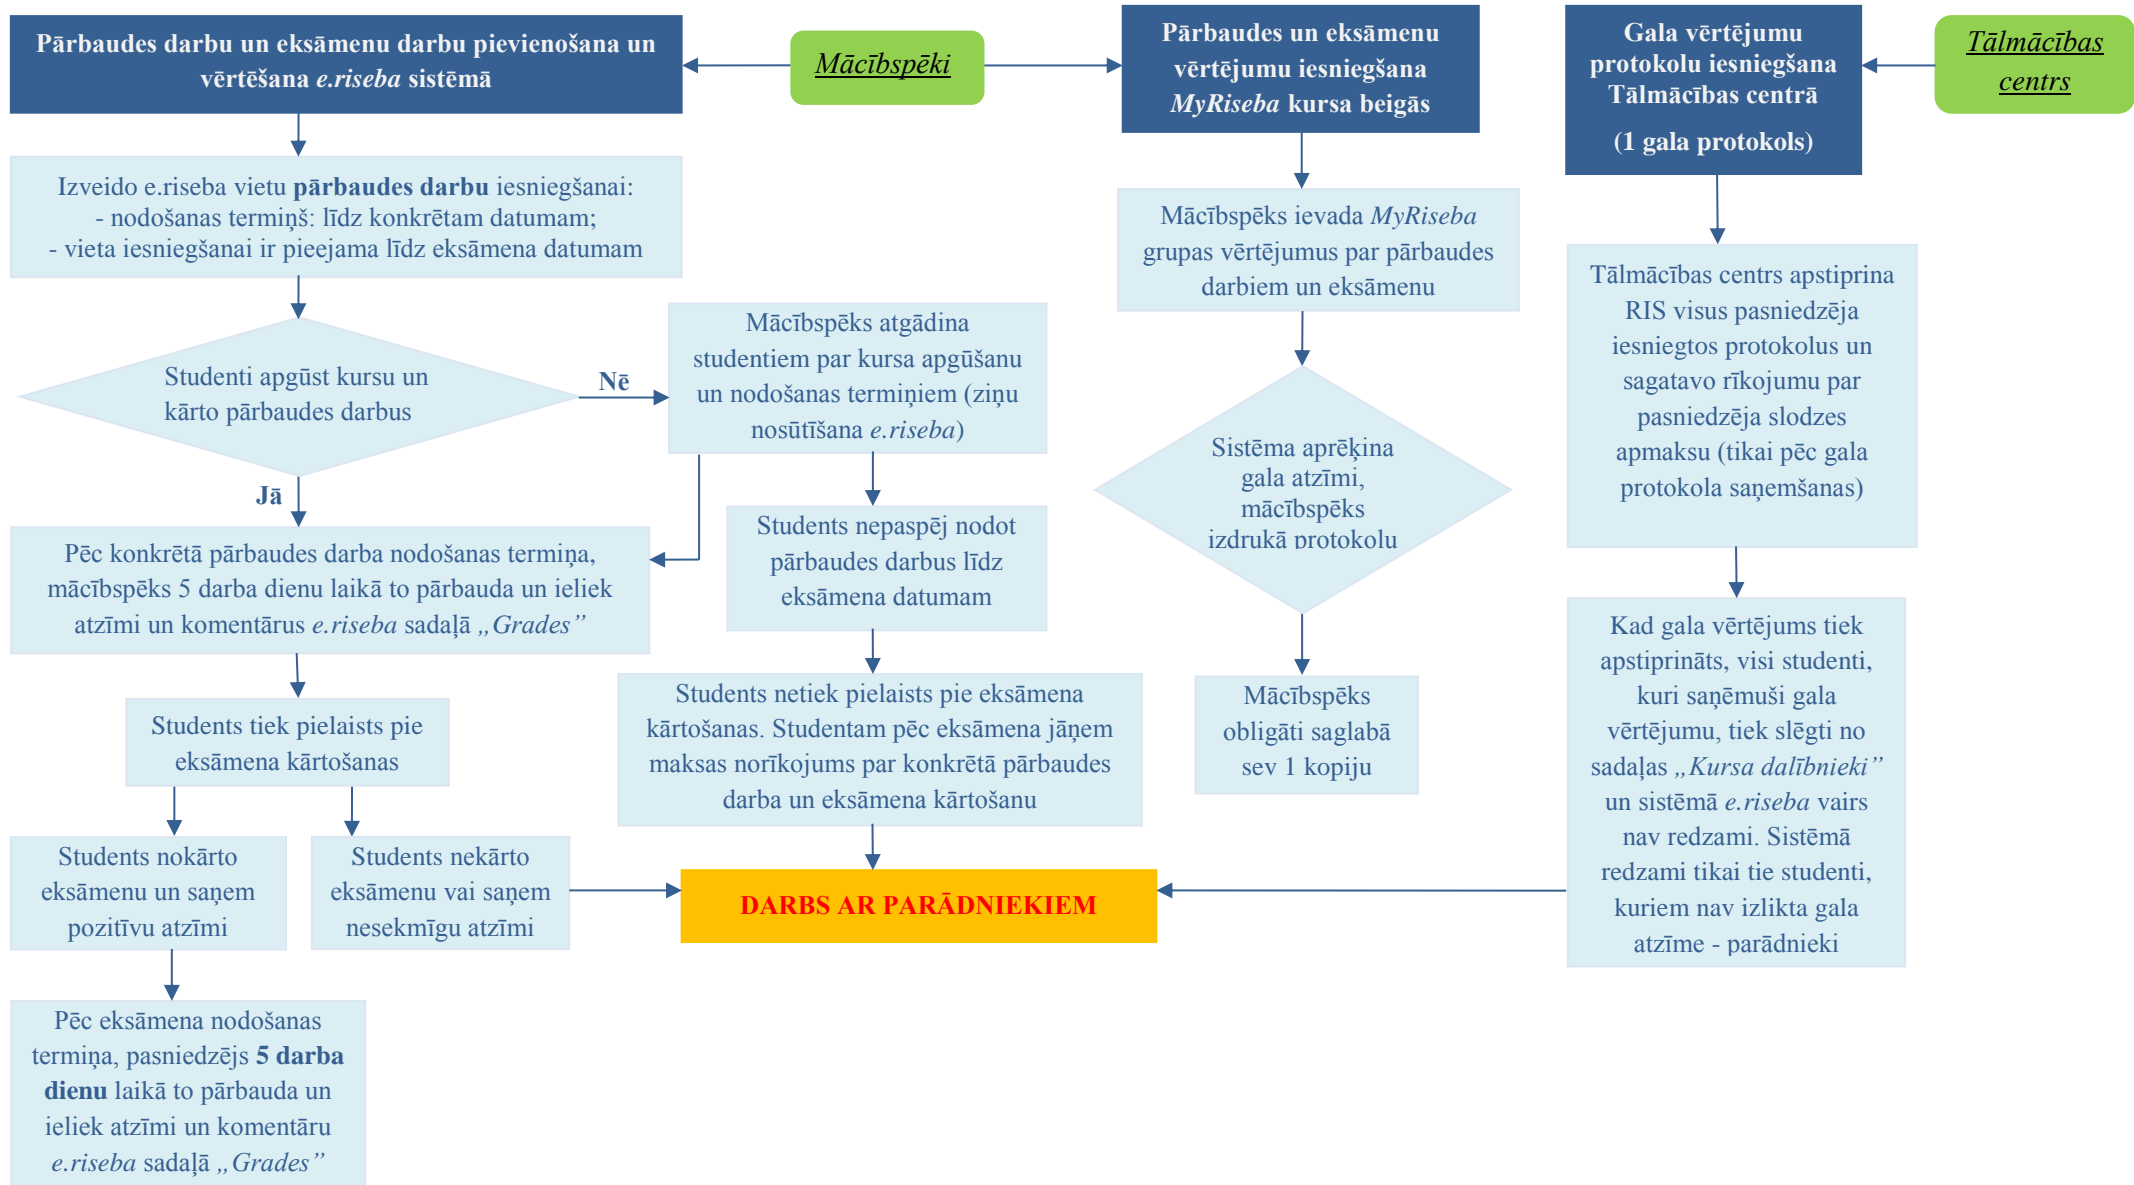 Pārbaudes darbu un eksāmenu darbu pievienošana un
vērtēšana e.riseba sistēmā
Mācībspēki
Pārbaudes un eksāmenu
vērtējumu iesniegšana
MyRiseba kursa beigās
Gala vērtējumu
protokolu iesniegšana
Tālmācības centrā
(1 gala protokols)
Tālmācības
centrs
Izveido e.riseba vietu pārbaudes darbu iesniegšanai:
- nodošanas termiņš: līdz konkrētam datumam;
- vieta iesniegšanai ir pieejama līdz eksāmena datumam
Studenti apgūst kursu un
kārto pārbaudes darbus
Nē
Jā
Mācībspēks atgādina
studentiem par kursa apgūšanu
un nodošanas termiņiem (ziņu
nosūtīšana e.riseba)
Pēc konkrētā pārbaudes darba nodošanas termiņa,
mācībspēks 5 darba dienu laikā to pārbauda un ieliek
atzīmi un komentārus e.riseba sadaļā „Grades”
Students nepaspēj nodot
pārbaudes darbus līdz
eksāmena datumam
Students tiek pielaists pie
eksāmena kārtošanas
Students netiek pielaists pie eksāmena
kārtošanas. Studentam pēc eksāmena jāņem
maksas norīkojums par konkrētā pārbaudes
darba un eksāmena kārtošanu
Students nokārto
eksāmenu un saņem
pozitīvu atzīmi
Students nekārto
eksāmenu vai saņem
nesekmīgu atzīmi
DARBS AR PARĀDNIEKIEM
Pēc eksāmena nodošanas
termiņa, pasniedzējs 5 darba
dienu laikā to pārbauda un
ieliek atzīmi un komentāru
e.riseba sadaļā „Grades”
Mācībspēks ievada MyRiseba
grupas vērtējumus par pārbaudes
darbiem un eksāmenu
Sistēma aprēķina
gala atzīmi,
mācībspēks
izdrukā protokolu
Mācībspēks
obligāti saglabā
sev 1 kopiju
Tālmācības centrs apstiprina
RIS visus pasniedzēja
iesniegtos protokolus un
sagatavo rīkojumu par
pasniedzēja slodzes
apmaksu (tikai pēc gala
protokola saņemšanas)
Kad gala vērtējums tiek
apstiprināts, visi studenti,
kuri saņēmuši gala
vērtējumu, tiek slēgti no
sadaļas „Kursa dalībnieki”
un sistēmā e.riseba vairs
nav redzami. Sistēmā
redzami tikai tie studenti,
kuriem nav izlikta gala
atzīme - parādnieki